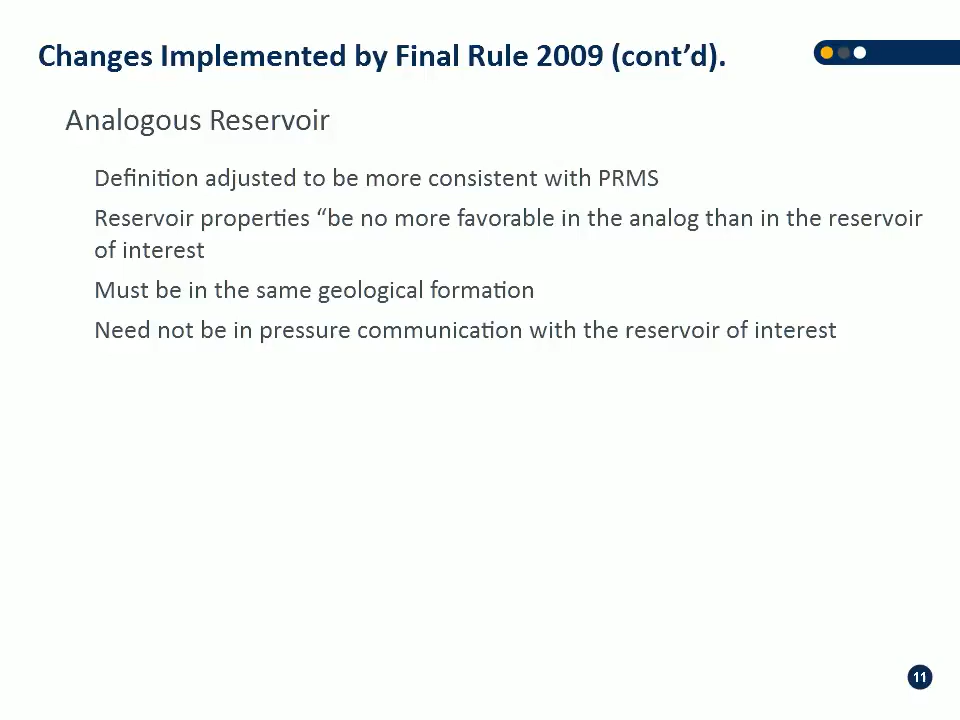 Changes Implemented by Final Rule 2009 (cont’d).
Analogous Reservoir
Definition adjusted to be more consistent with PRMS
Reservoir properties “be no more favorable in the analog than in the reservoir
of interest
Must be in the same geological formation
Need not be in pressure communication with the reservoir of interest
11